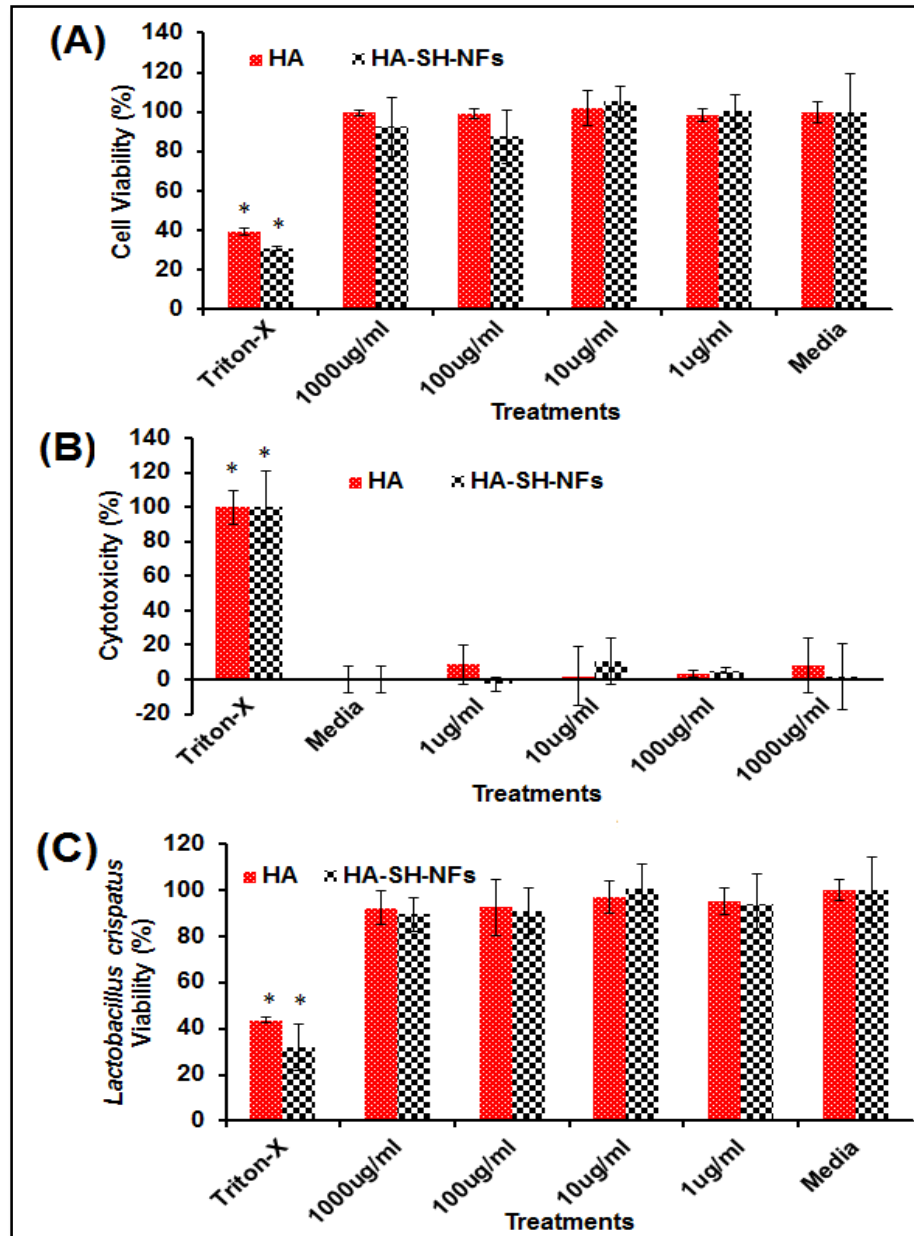 (A)
HA HA-SH-NFs
Cell Viability (%)
140
120
100
80
60
40
20
0
* *
Triton-X 1000ug/ml 100ug/ml 10ug/ml 1ug/ml Media
Treatments
(B)
HA HA-SH-NFs
Cytotoxicity (%)
140
120
100
80
60
40
20
0
-20
* *
Triton-X Media 1ug/ml 10ug/ml 100ug/ml 1000ug/ml
Treatments
(C)
HA HA-SH-NFs
Lactobacillus crispatus
Viability (%)
120
100
80
60
40
20
0
* *
Triton-X 1000ug/ml 100ug/ml 10ug/ml 1ug/ml Media
Treatments